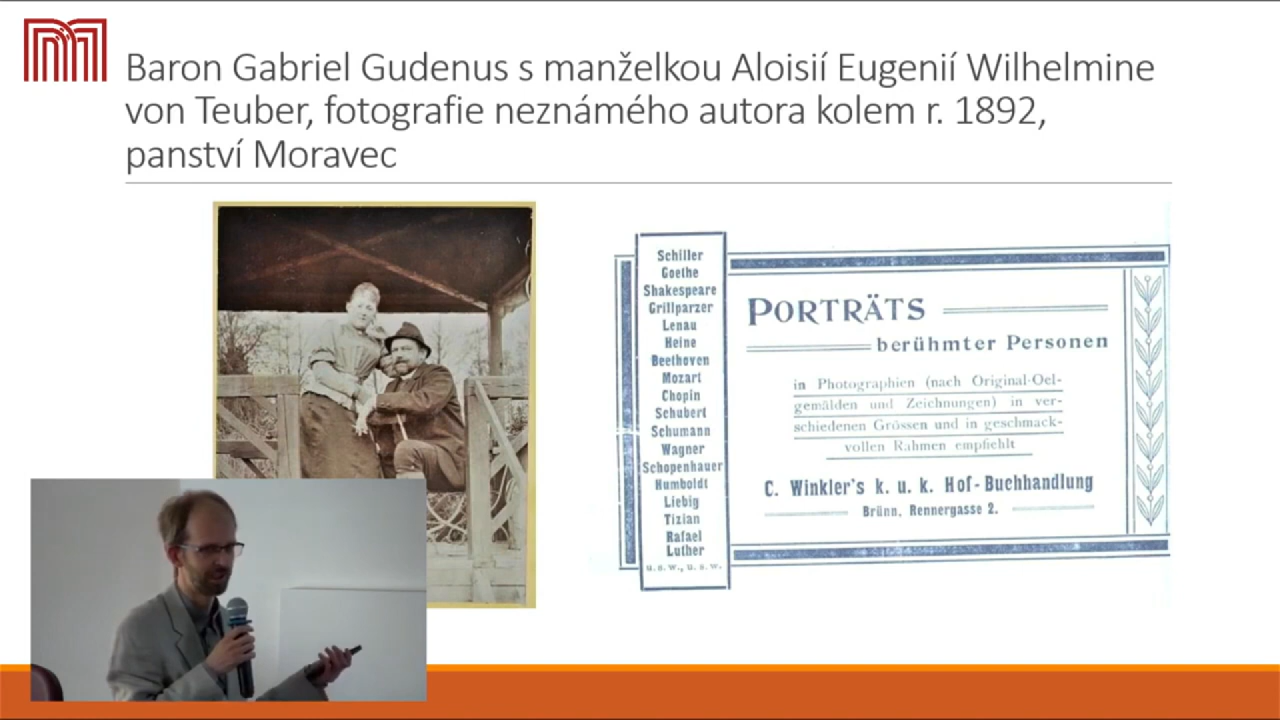 Baron Gabriel Gudenus s manželkou Aloisií Eugenií Wilhelmine
von Teuber, fotografie neznámého autora kolem r. 1892,
panství Moravec
Schiller
Goethe
Shakespeare
Grillparzer
Lenau
Heine
Beethoven
Mozart
Chopin
Schubert
Schumann
Wagner
Schopenhauer
Humboldt
Liebig
Tizian
Rafael
Luther
u. s. w., u. s. w.
PORTRÄTS
berühmter Personen
in Photographien (nach Original-Oel-
gemälden und Zeichnungen) in ver-
schiedenen Grössen und in geschmack-
vollen Rahmen empfiehlt
C. Winkler's k. u. k. Hof-Buchhandlung
Brünn, Rennergasse 2.